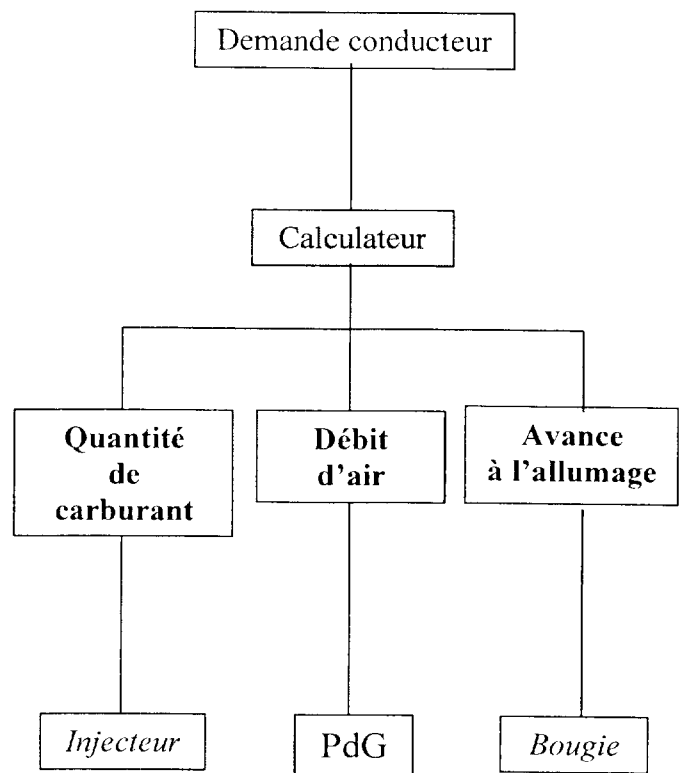 Demande conducteur
Calculateur
Quantité
de
carburant
Débit
d'air
Avance
à l'allumage
Injecteur
PdG
Bougie